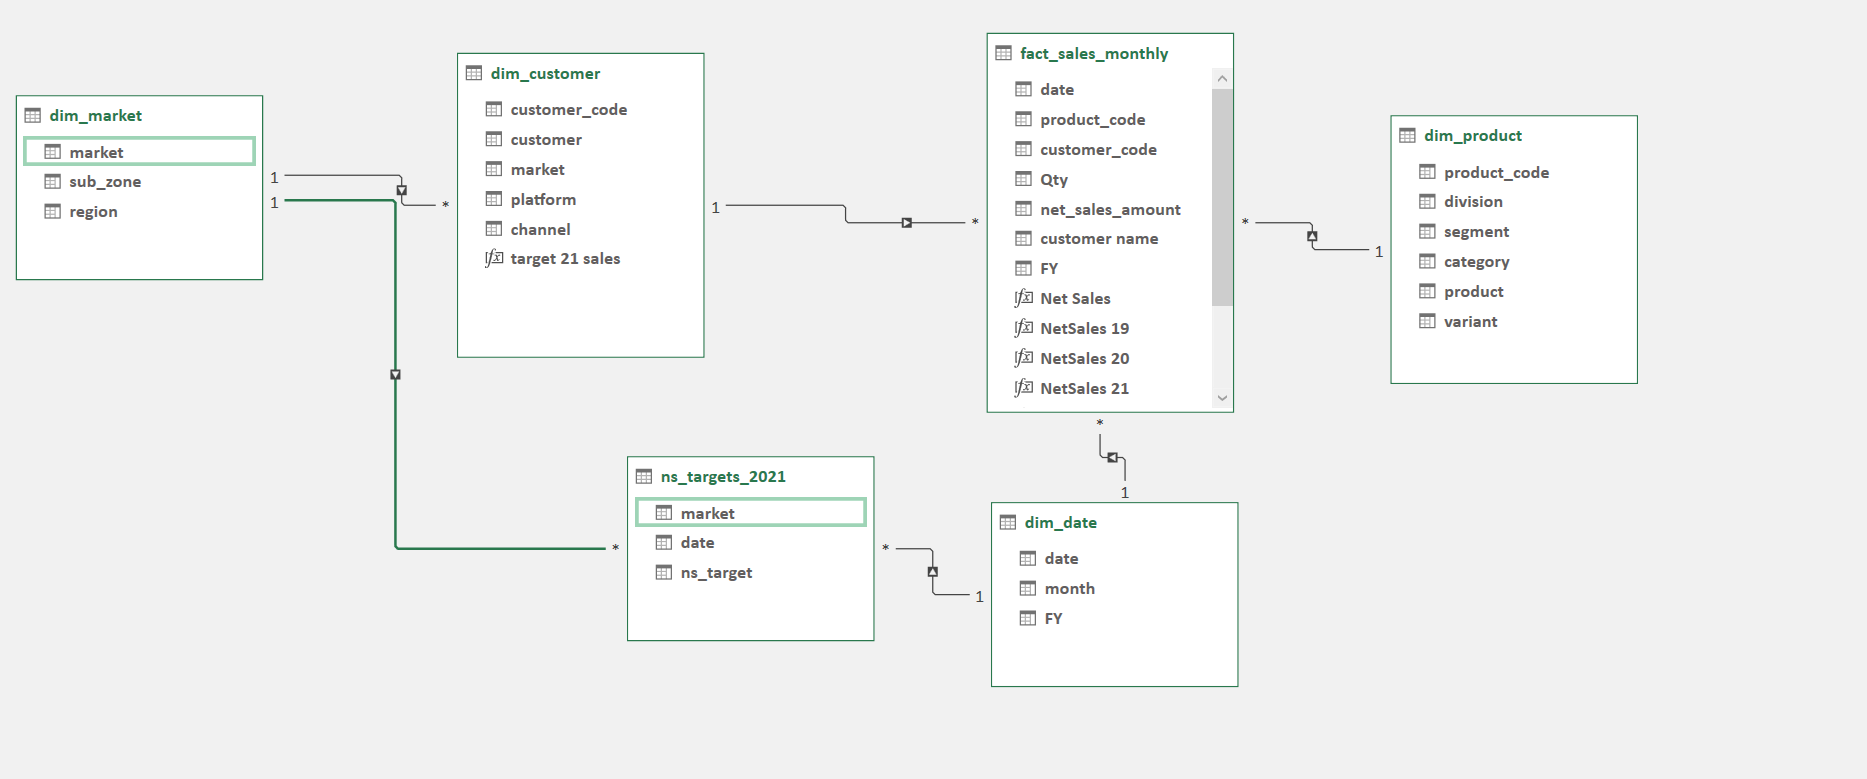 dim_market
market
sub_zone
region
1
1
*
dim_customer
customer_code
customer
market
platform
channel
target 21 sales
1
*
fact_sales_monthly
date
product_code
customer_code
Qty
net_sales_amount
customer name
FY
Net Sales
NetSales 19
NetSales 20
NetSales 21
*
1
dim_product
product_code
division
segment
category
product
variant
*
1
ns_targets_2021
market
date
ns_target
*
*
1
dim_date
date
month
FY